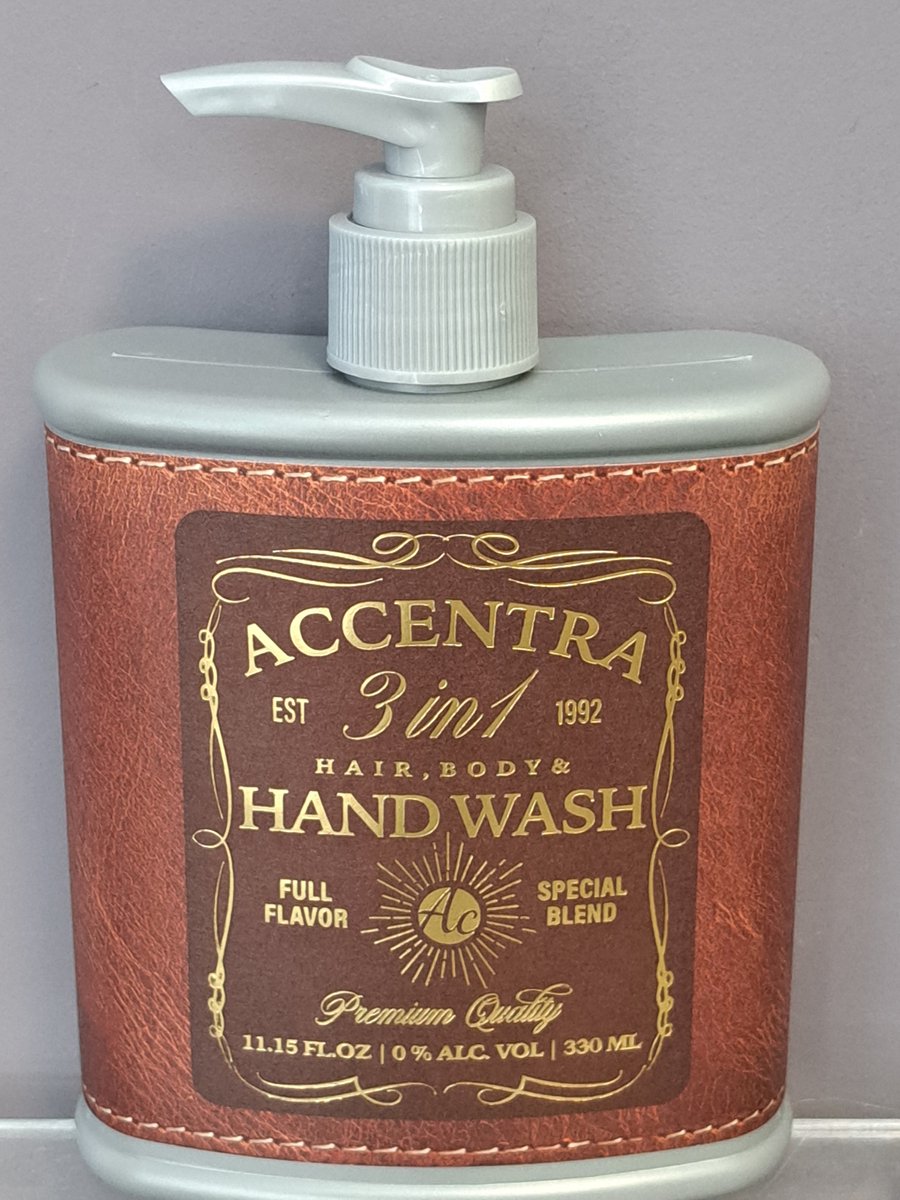 ACCENTRA
EST 3 in 1 1992
HAIR, BODY &
HAND WASH
FULL FLAVOR Ac SPECIAL BLEND
Premium Quality
11.15 FL.OZ | 0 % ALC. VOL | 330 ML